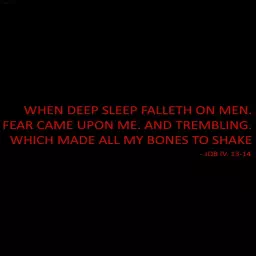 WHEN DEEP SLEEP FALLETH ON MEN.
FEAR CAME UPON ME. AND TREMBLING.
WHICH MADE ALL MY BONES TO SHAKE
- JOB IV. 13-14